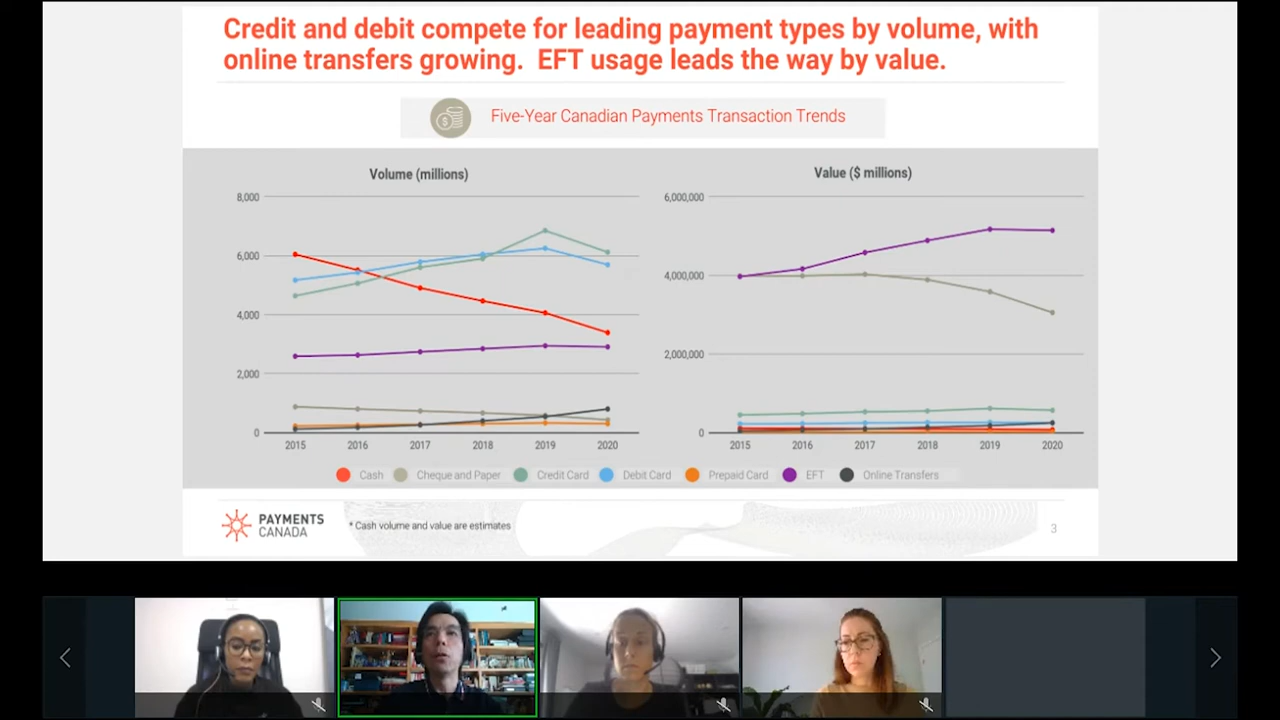 Credit and debit compete for leading payment types by volume, with
online transfers growing. EFT usage leads the way by value.
Five-Year Canadian Payments Transaction Trends
Volume (millions)
8,000
6,000
4,000
2,000
0
2015 2016 2017 2018 2019 2020
Value ($ millions)
6,000,000
4,000,000
2,000,000
0
2015 2016 2017 2018 2019 2020
Cash Cheque and Paper Credit Card Debit Card Prepaid Card EFT Online Transfers
PAYMENTS
CANADA
* Cash volume and value are estimates
3